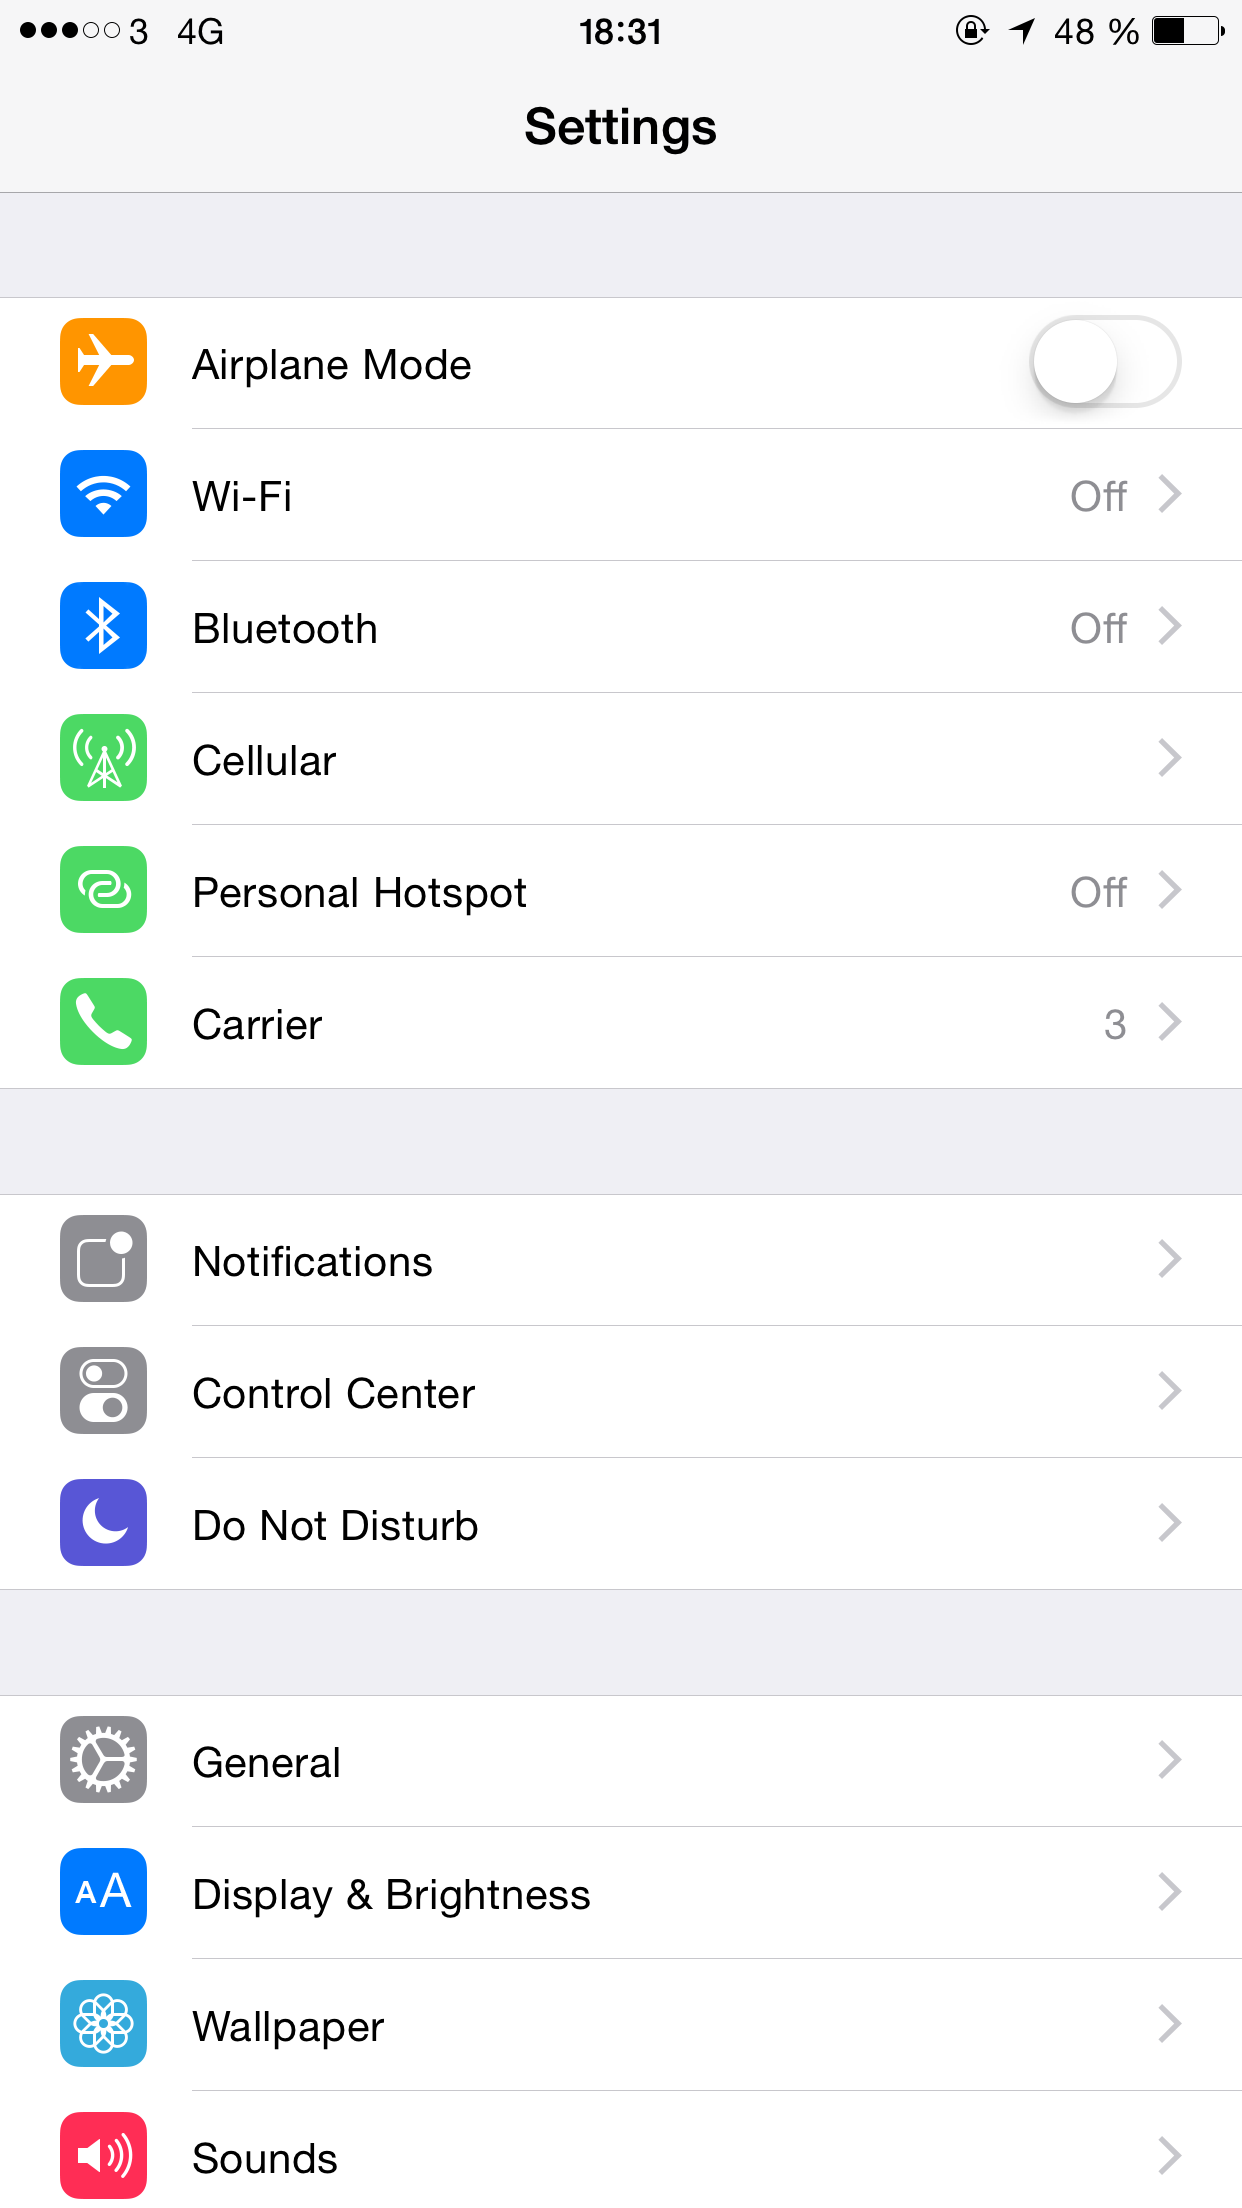 3 4G 18:31 48 %
Settings
Airplane Mode
Wi-Fi Off
Bluetooth Off
Cellular
Personal Hotspot Off
Carrier 3
Notifications
Control Center
Do Not Disturb
General
AA Display & Brightness
Wallpaper
Sounds